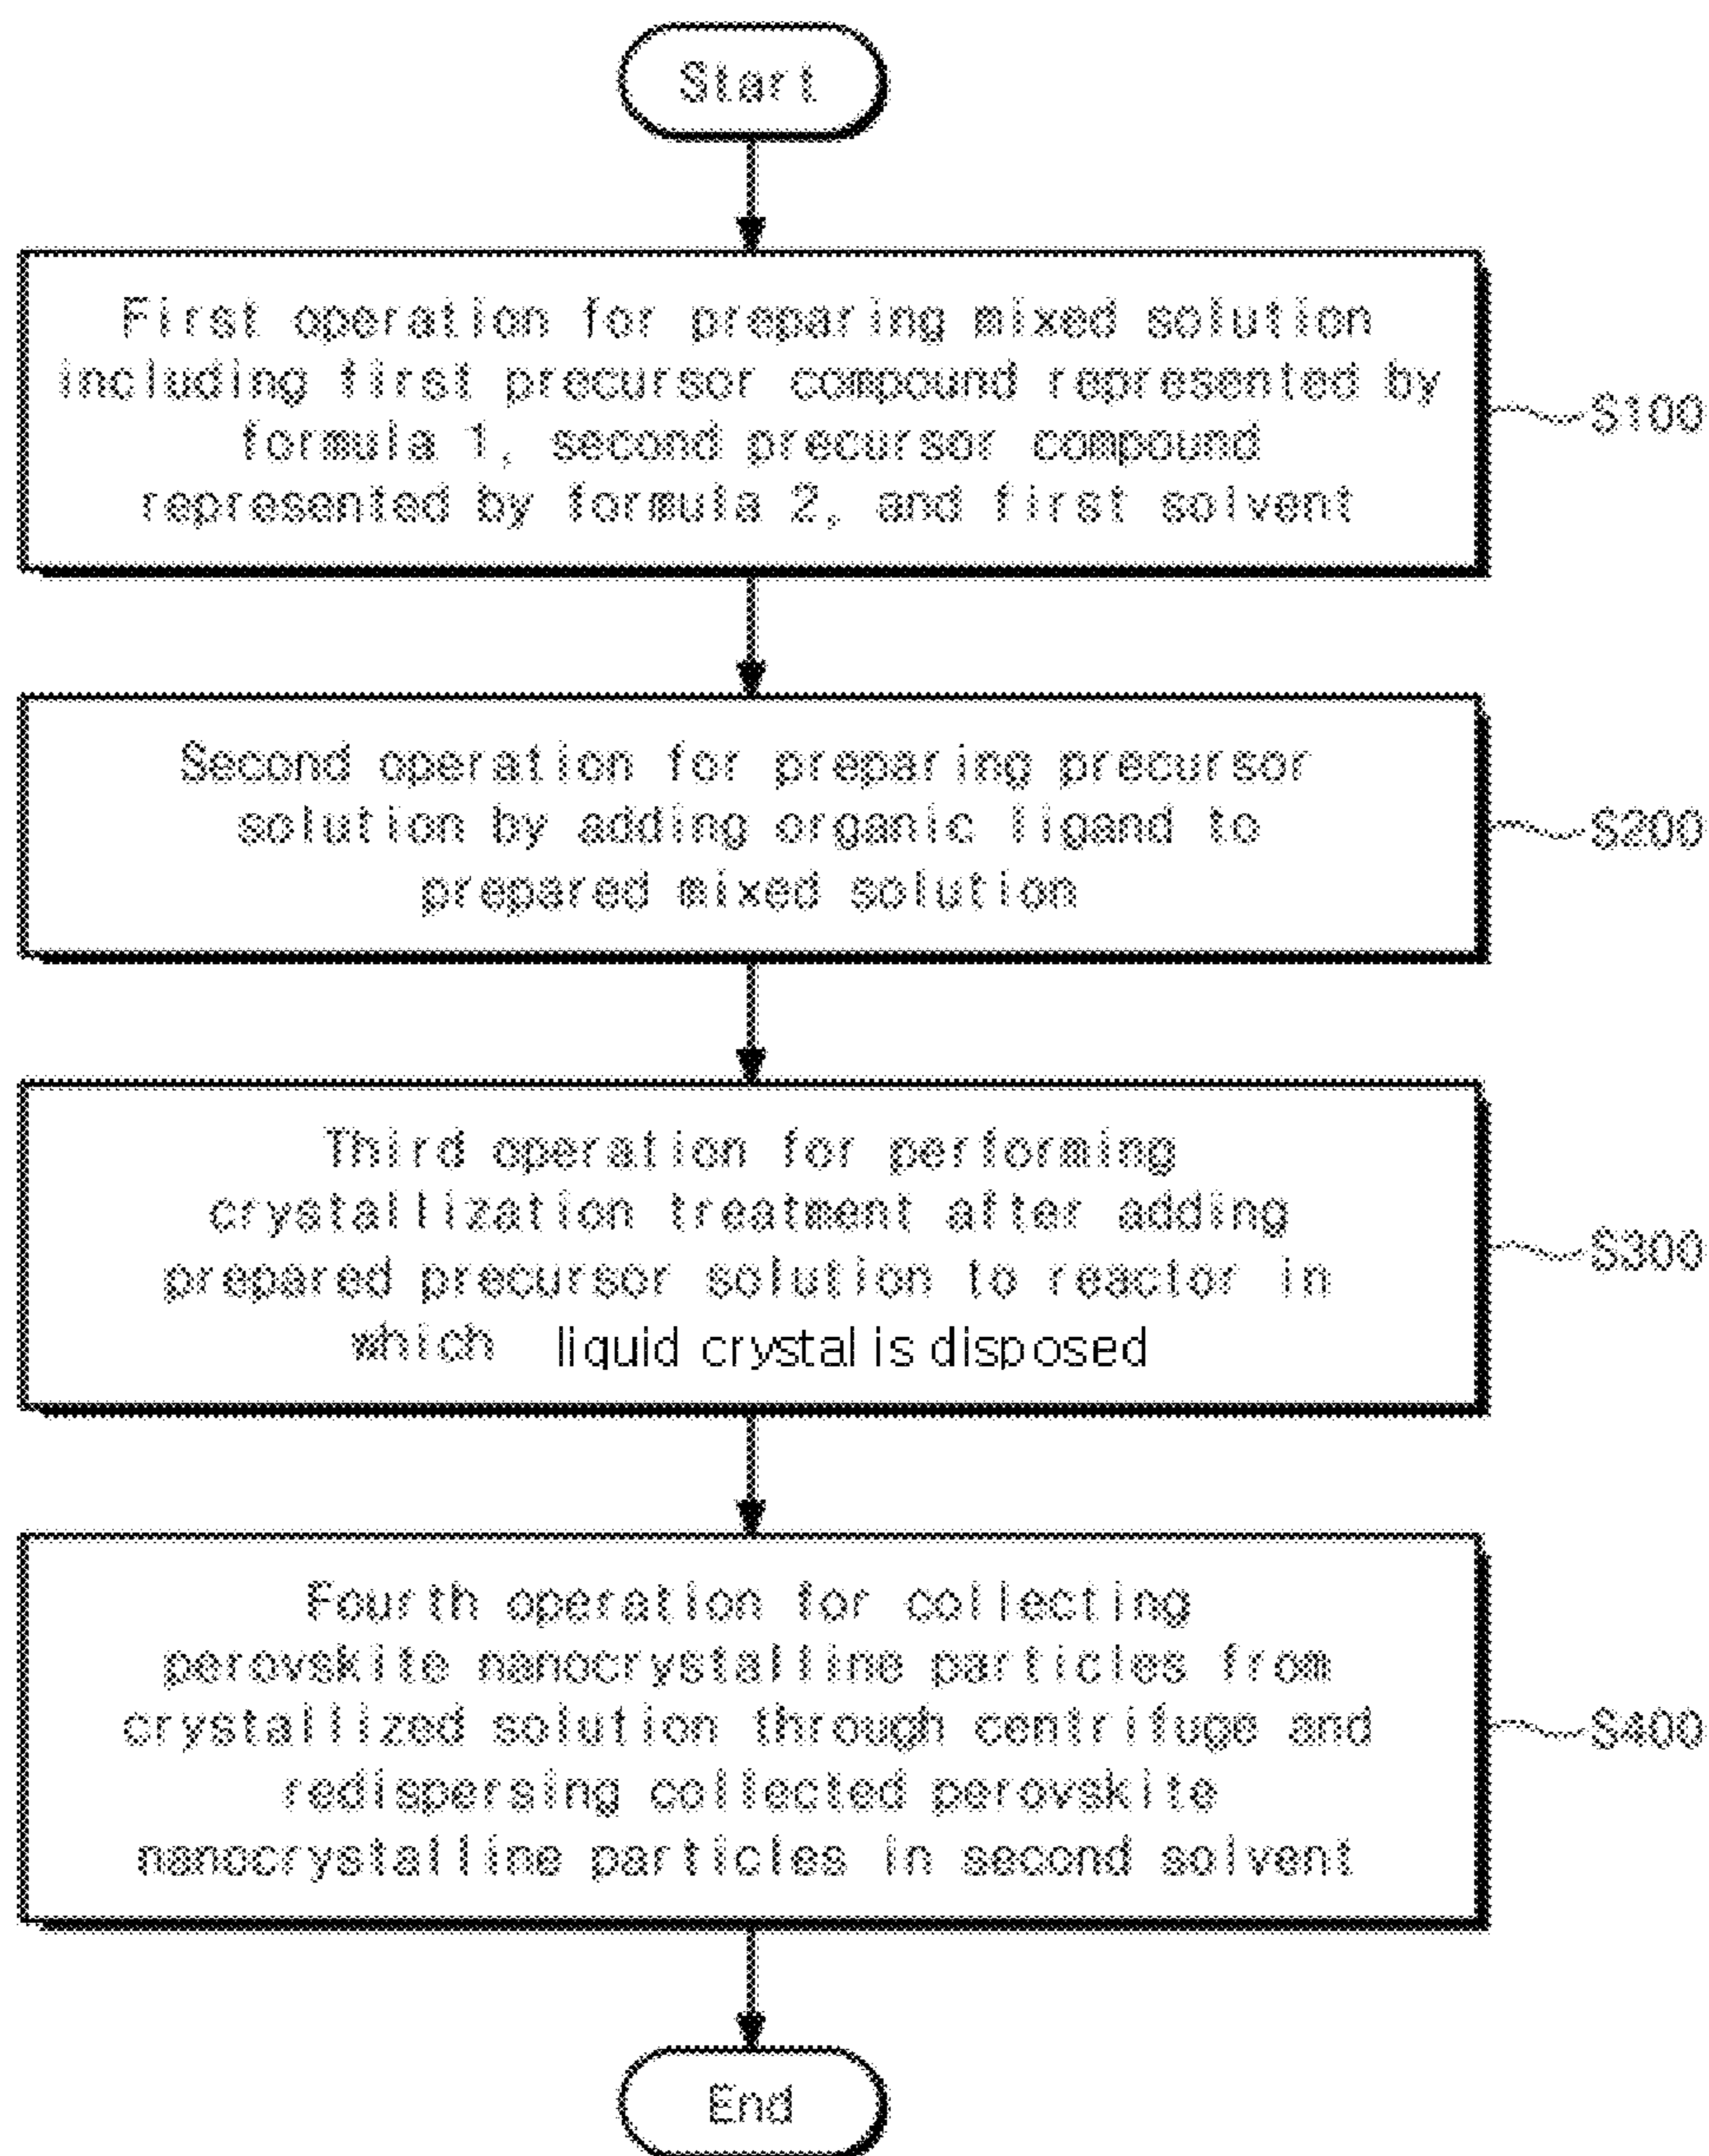 Start
First operation for preparing mixed solution
including first precursor compound represented by
formula 1, second precursor compound
represented by formula 2, and first solvent
S100
Second operation for preparing precursor
solution by adding organic ligand to
prepared mixed solution
S200
Third operation for performing
crystallization treatment after adding
prepared precursor solution to reactor in
which liquid crystal is disposed
S300
Fourth operation for collecting
perovskite nanocrystalline particles from
crystallized solution through centrifuge and
redispersing collected perovskite
nanocrystalline particles in second solvent
S400
End